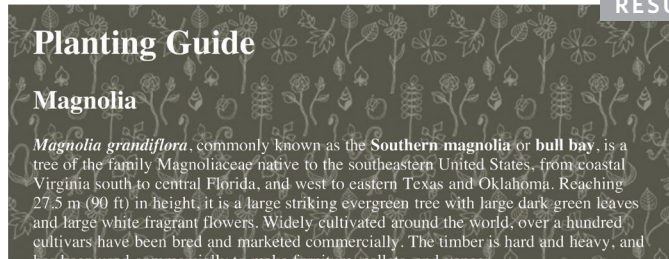 RESU
Planting Guide
Magnolia
Magnolia grandiflora, commonly known as the Southern magnolia or bull bay, is a
tree of the family Magnoliaceae native to the southeastern United States, from coastal
Virginia south to central Florida, and west to eastern Texas and Oklahoma. Reaching
27.5 m (90 ft) in height, it is a large striking evergreen tree with large dark green leaves
and large white fragrant flowers. Widely cultivated around the world, over a hundred
cultivars have been bred and marketed commercially. The timber is hard and heavy, and